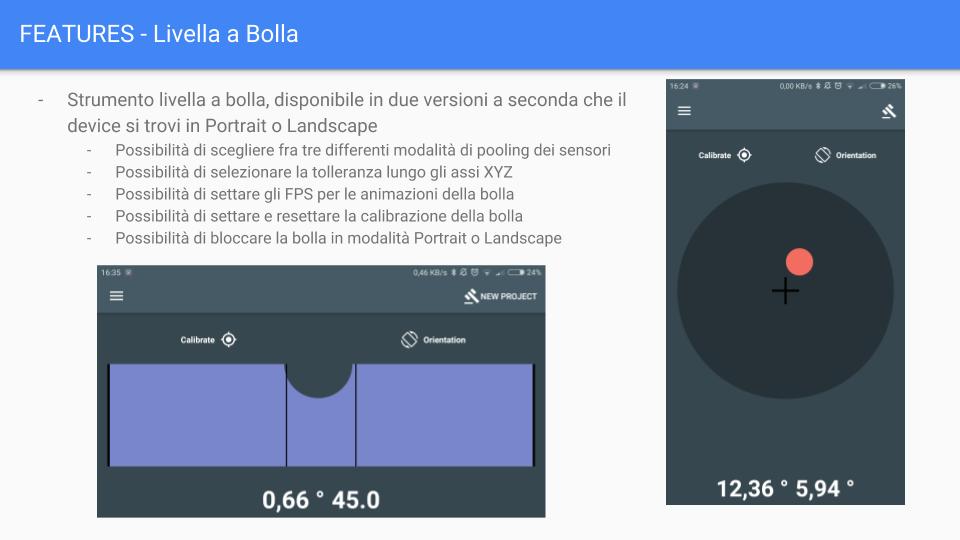 FEATURES - Livella a Bolla
- Strumento livella a bolla, disponibile in due versioni a seconda che il
device si trovi in Portrait o Landscape
- Possibilità di scegliere fra tre differenti modalità di pooling dei sensori
- Possibilità di selezionare la tolleranza lungo gli assi XYZ
- Possibilità di settare gli FPS per le animazioni della bolla
- Possibilità di settare e resettare la calibrazione della bolla
- Possibilità di bloccare la bolla in modalità Portrait o Landscape
16:35 0,46 KB/s 24%
NEW PROJECT
Calibrate Orientation
0,66 ° 45.0
16:24 0,00 KB/s 26%
Calibrate Orientation
12,36 ° 5,94 °